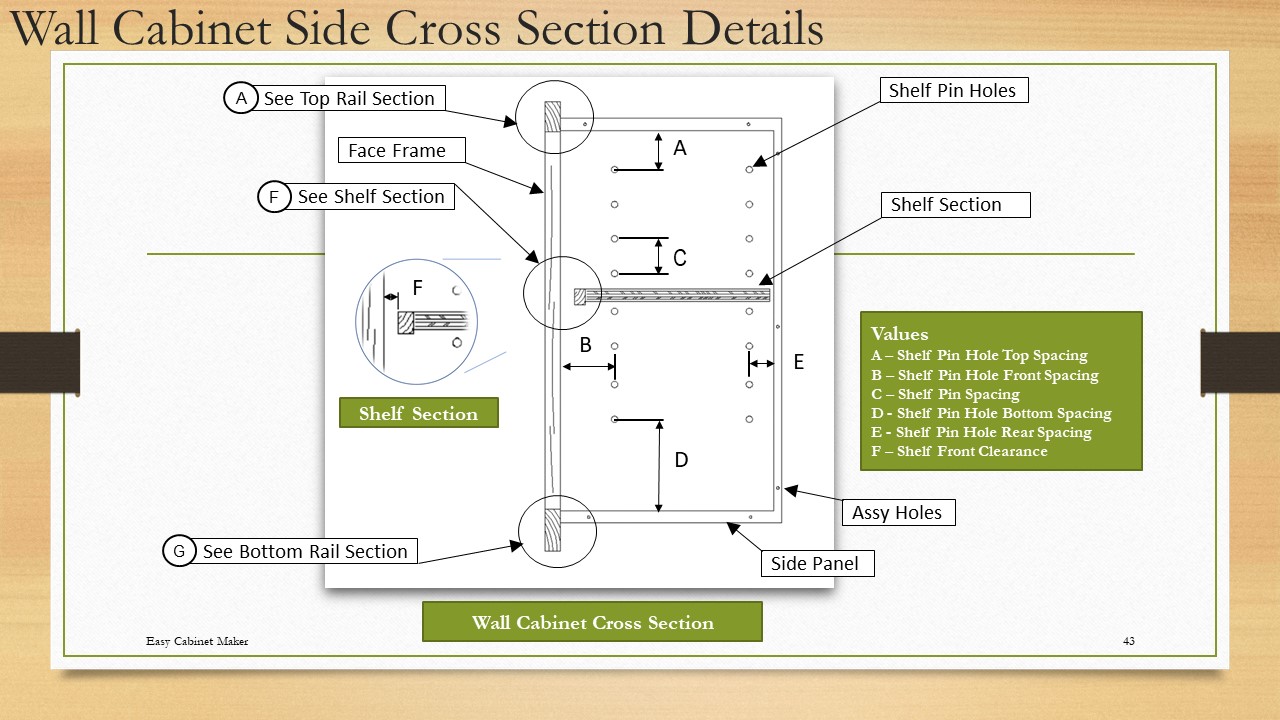 Wall Cabinet Side Cross Section Details
A See Top Rail Section
Shelf Pin Holes
Face Frame
A
F See Shelf Section
Shelf Section
C
F
B
E
Values
A – Shelf Pin Hole Top Spacing
B – Shelf Pin Hole Front Spacing
C – Shelf Pin Spacing
D - Shelf Pin Hole Bottom Spacing
E - Shelf Pin Hole Rear Spacing
F – Shelf Front Clearance
Shelf Section
D
Assy Holes
G See Bottom Rail Section
Side Panel
Wall Cabinet Cross Section
Easy Cabinet Maker
43